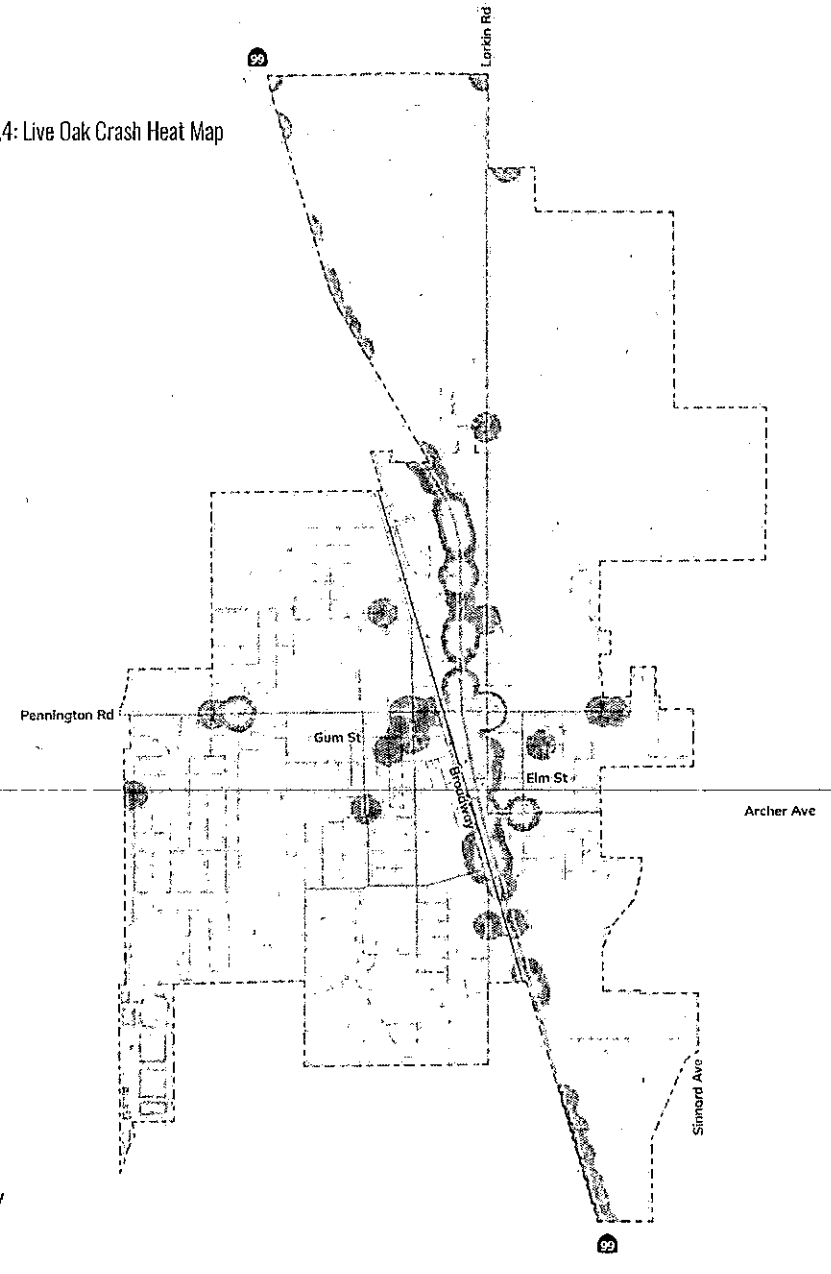 Larkin Rd
99
4: Live Oak Crash Heat Map
Pennington Rd
Gum St
Broadway
Elm St
Archer Ave
Sinnard Ave
99